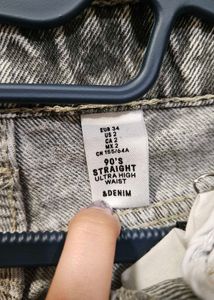 EUR 34
US 2
CA 2
MX 2
CN 155/64A
90'S
STRAIGHT
ULTRA HIGH
WAIST
&DENIM